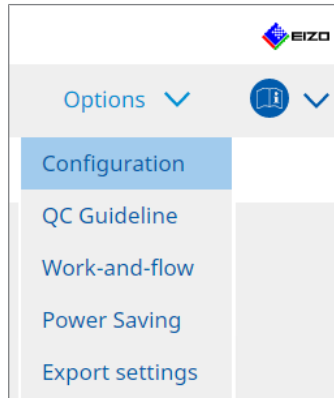 EIZO
Options
Configuration
QC Guideline
Work-and-flow
Power Saving
Export settings